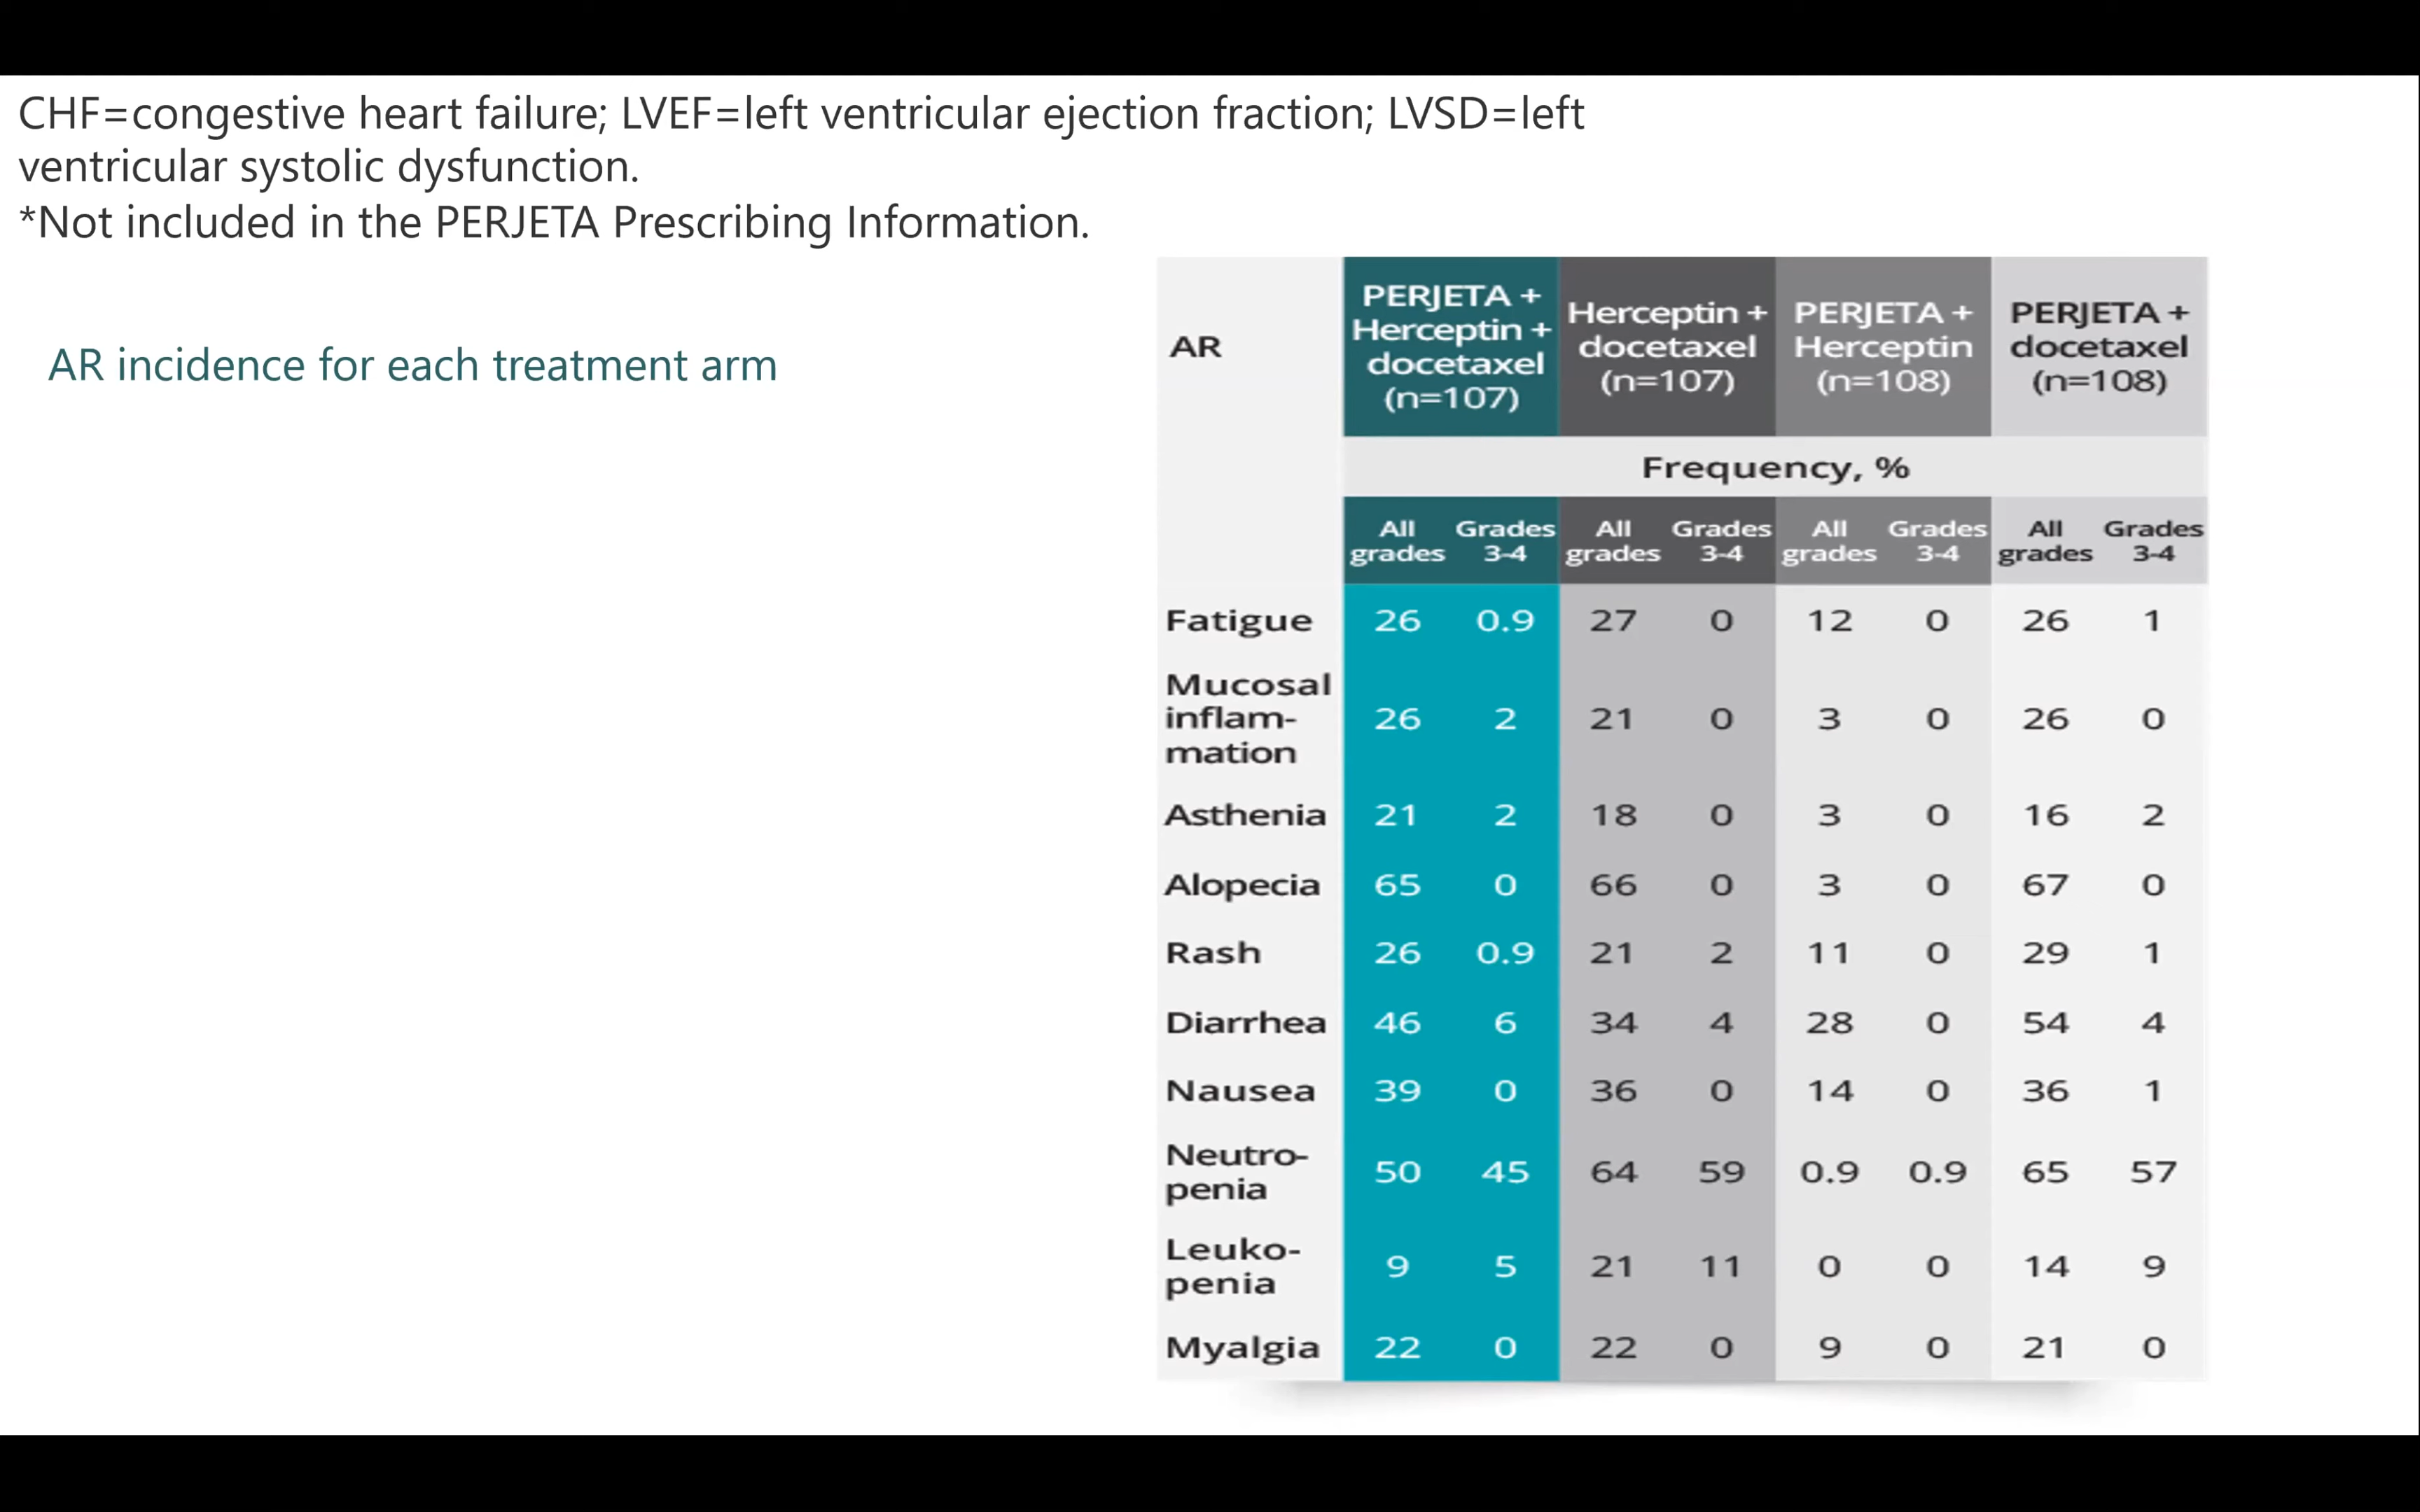 CHF=congestive heart failure; LVEF=left ventricular ejection fraction; LVSD=left
ventricular systolic dysfunction.
*Not included in the PERJETA Prescribing Information.
AR incidence for each treatment arm
AR
PERJETA +
Herceptin +
docetaxel
(n=107)
Herceptin +
docetaxel
(n=107)
PERJETA +
Herceptin
(n=108)
PERJETA +
docetaxel
(n=108)
Frequency, %
All grades Grades 3-4 All grades Grades 3-4 All grades Grades 3-4 All grades Grades 3-4
Fatigue 26 0.9 27 0 12 0 26 1
Mucosal
inflam-
mation 26 2 21 0 3 0 26 0
Asthenia 21 2 18 0 3 0 16 2
Alopecia 65 0 66 0 3 0 67 0
Rash 26 0.9 21 2 11 0 29 1
Diarrhea 46 6 34 4 28 0 54 4
Nausea 39 0 36 0 14 0 36 1
Neutro-
penia 50 45 64 59 0.9 0.9 65 57
Leuko-
penia 9 5 21 11 0 0 14 9
Myalgia 22 0 22 0 9 0 21 0